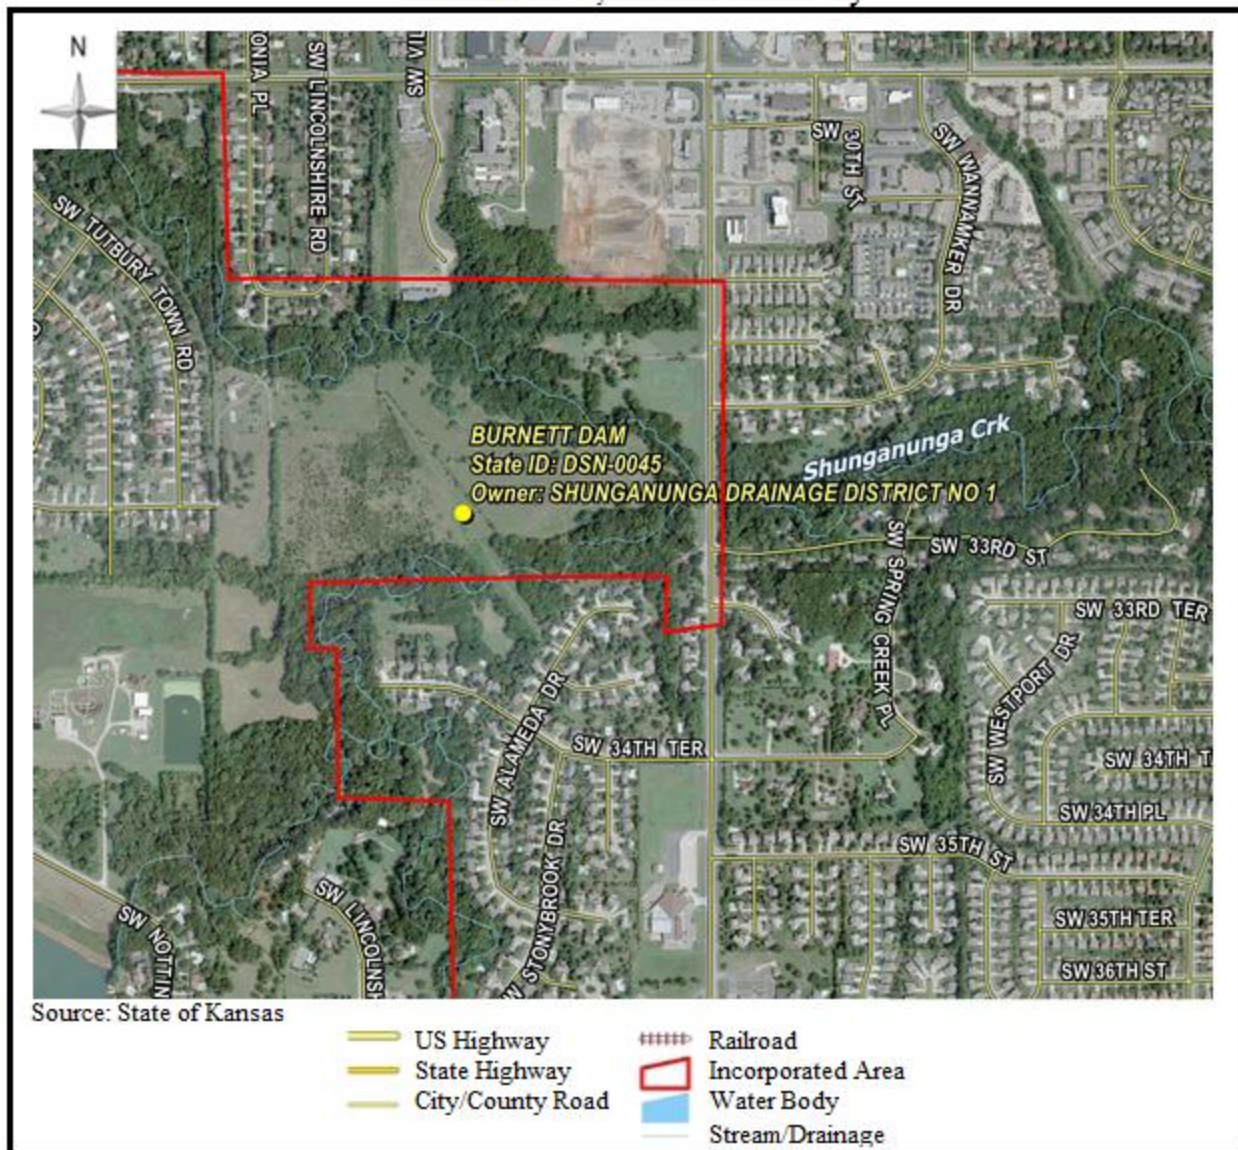 N
ONIA PL
SW LINCOLNSHIRE RD
SW
SW 30TH ST
SW WANNAMKER DR
SW TUTBURY TOWN RD
BURNETT DAM
State ID: DSN-0045
Owner: SHUNGANUNGA DRAINAGE DISTRICT NO 1
Shunganunga Crk
SW 33RD ST
SW SPRING CREEK PL
SW 33RD TER
SW WESTPORT DR
SW ALAMEDA DR
SW 34TH TER
SW 34TH T
SW 34TH PL
SW STONYBROOK DR
SW 35TH ST
SW LINCOLNSH
SW NOTTIN
SW 35TH TER
SW 36TH ST
Source: State of Kansas
US Highway
State Highway
City/County Road
Railroad
Incorporated Area
Water Body
Stream/Drainage